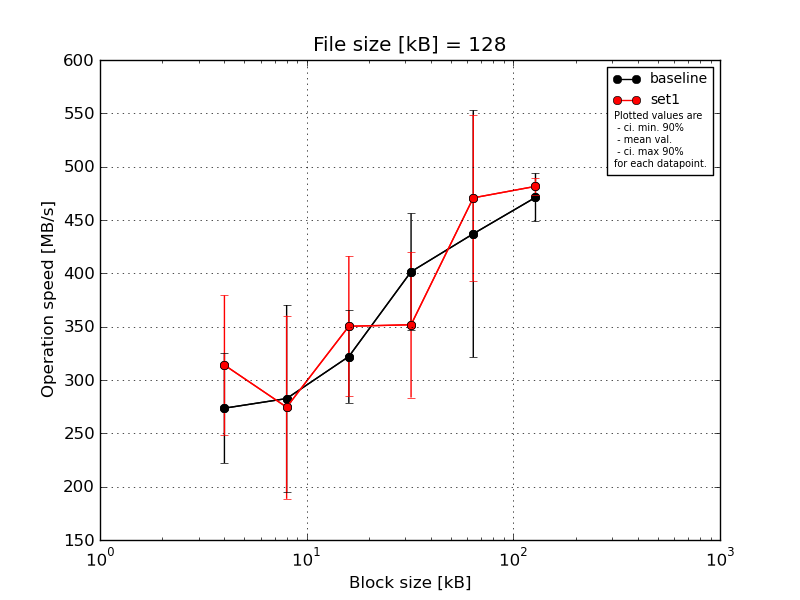 File size [kB] = 128
600
550
500
450
400
350
300
250
200
150
Operation speed [MB/s]
baseline
set1
Plotted values are
- ci. min. 90%
- mean val.
- ci. max 90%
for each datapoint.
10^0 10^1 10^2 10^3
Block size [kB]